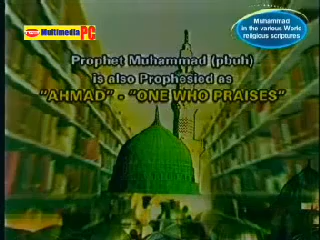 Multimedia PC
Muhammad
in the various World
religious scriptures
Prophet Muhammad (pbuh)
is also Prophesied as
"AHMAD" - "ONE WHO PRAISES"